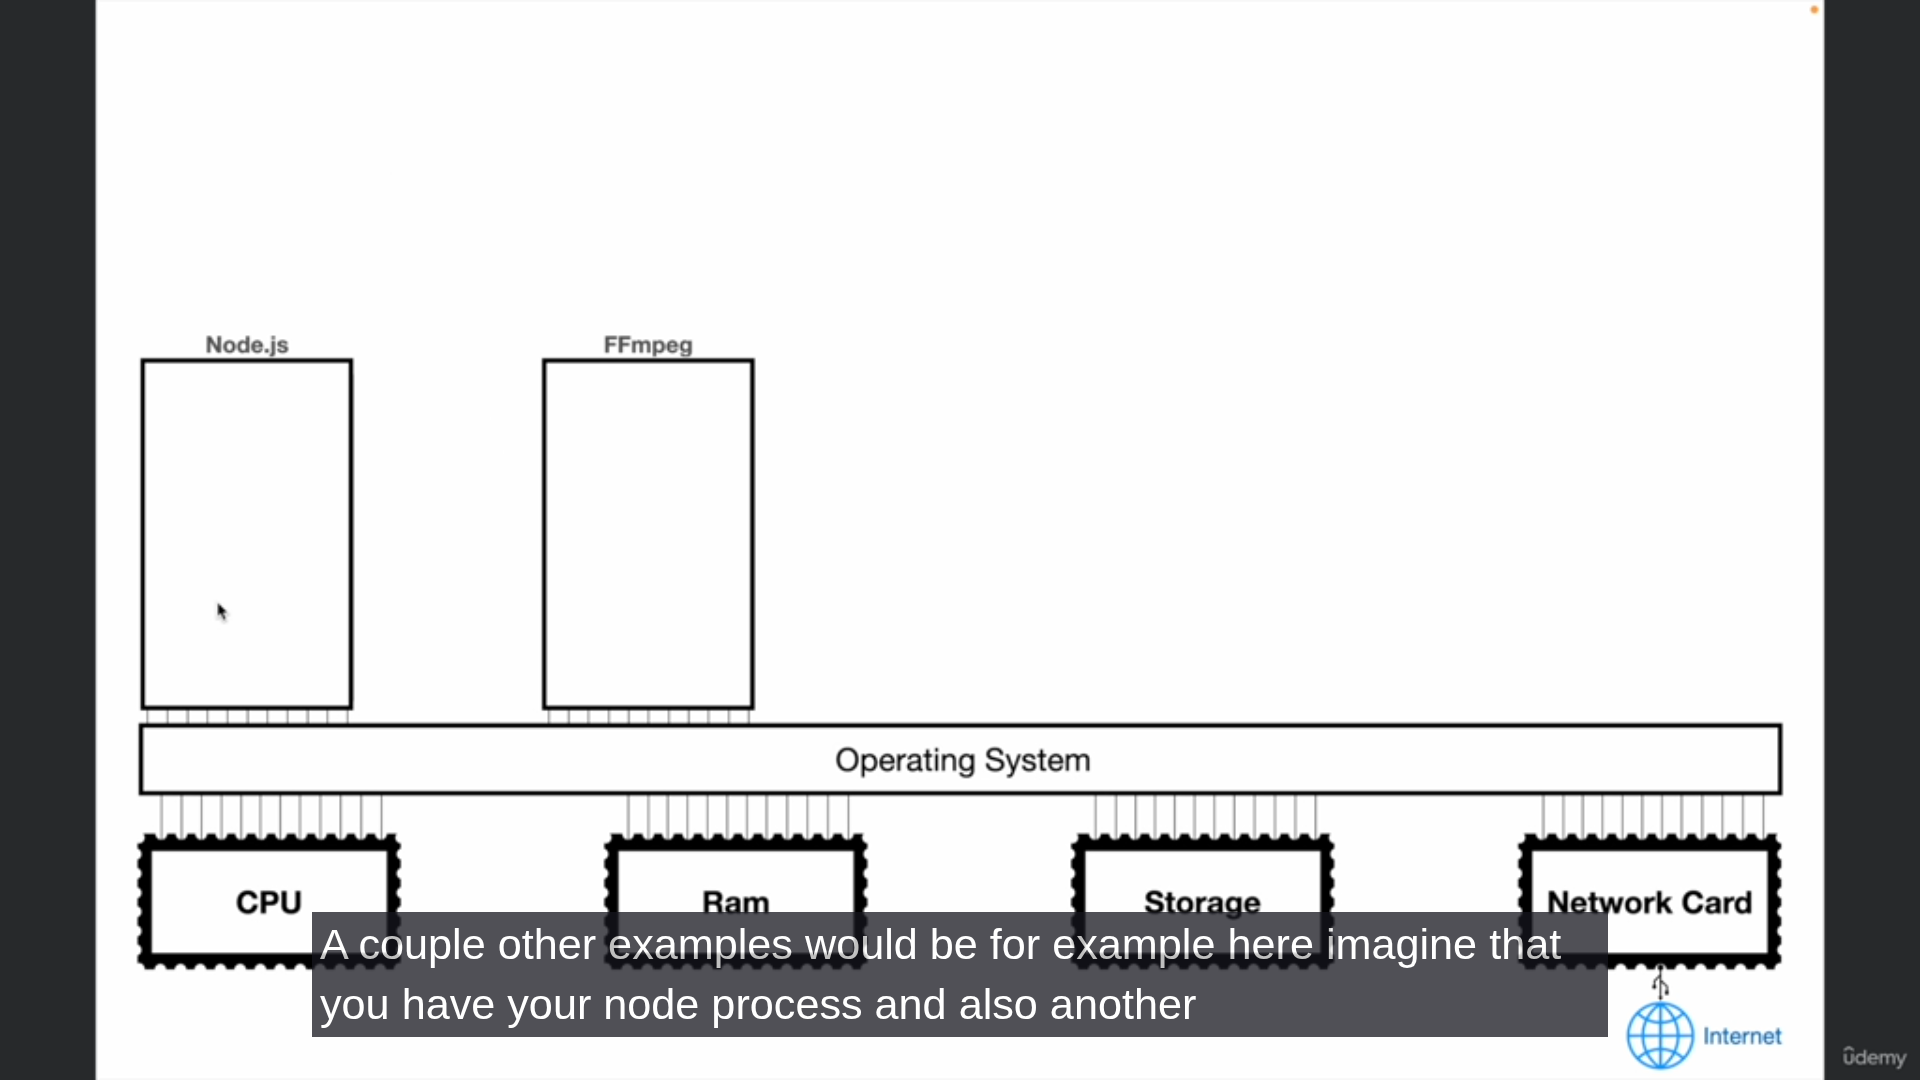 Node.js
FFmpeg
Operating System
CPU
Ram
Storage
Network Card
A couple other examples would be for example here imagine that
you have your node process and also another
Internet
ûdemy